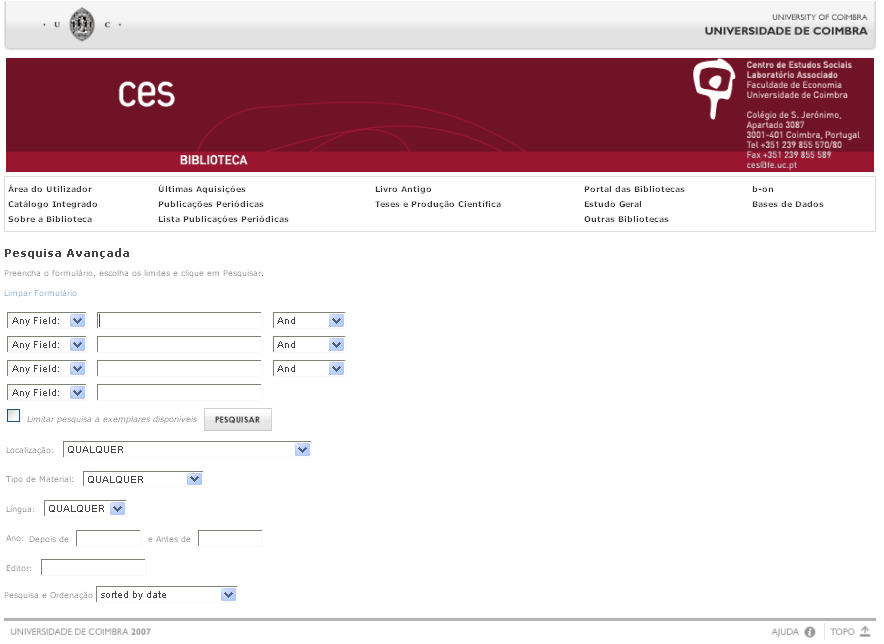 · U C ·
UNIVERSITY OF COIMBRA
UNIVERSIDADE DE COIMBRA
ces
BIBLIOTECA
Centro de Estudos Sociais
Laboratório Associado
Faculdade de Economia
Universidade de Coimbra
Colégio de S. Jerónimo,
Apartado 3087
3001-401 Coimbra, Portugal
Tel +351 239 855 570/80
Fax +351 239 855 589
ces@fe.uc.pt
Área do Utilizador Últimas Aquisições Livro Antigo Portal das Bibliotecas b-on
Catálogo Integrado Publicações Periódicas Teses e Produção Científica Estudo Geral Bases de Dados
Sobre a Biblioteca Lista Publicações Periódicas Outras Bibliotecas
Pesquisa Avançada
Preencha o formulário, escolha os limites e clique em Pesquisar.
Limpar Formulário
Any Field: And
Any Field: And
Any Field: And
Any Field:
Limitar pesquisa a exemplares disponíveis PESQUISAR
Localização: QUALQUER
Tipo de Material: QUALQUER
Língua: QUALQUER
Ano: Depois de e Antes de
Editor:
Pesquisa e Ordenação sorted by date
UNIVERSIDADE DE COIMBRA 2007 AJUDA i TOPO